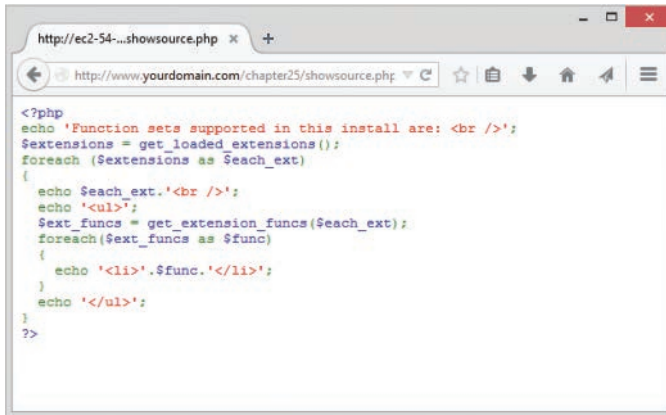 http://ec2-54-...showsource.php × +
http://www.yourdomain.com/chapter25/showsource.php
<?php
echo 'Function sets supported in this install are: <br />';
$extensions = get_loaded_extensions();
foreach ($extensions as $each_ext)
{
  echo $each_ext.'<br />';
  echo '<ul>';
  $ext_funcs = get_extension_funcs($each_ext);
  foreach($ext_funcs as $func)
  {
    echo '<li>'.$func.'</li>';
  }
  echo '</ul>';
}
?>